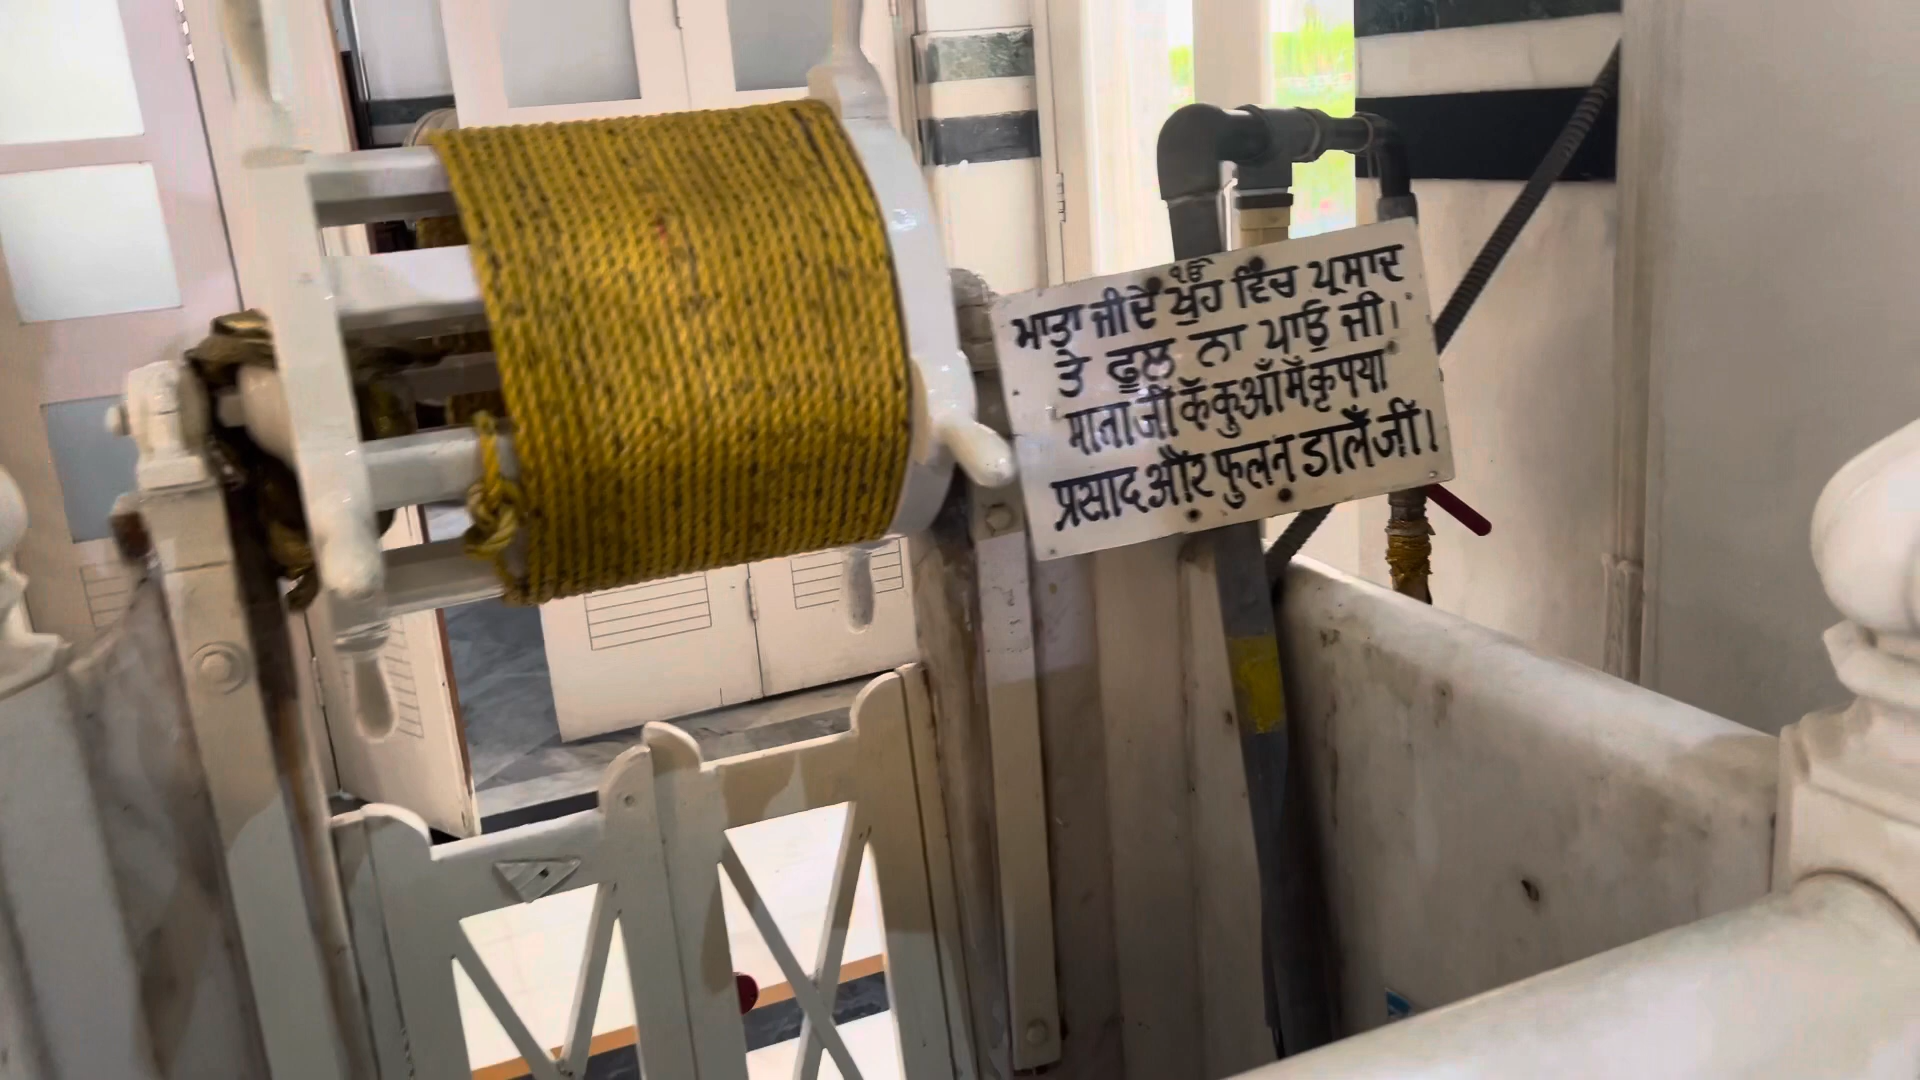 ੴ
ਮਾਤਾ ਜੀ ਦੇ ਖੂਹ ਵਿੱਚ ਪ੍ਰਸਾਦ
ਤੇ ਫੂਲ ਨਾ ਪਾਓ ਜੀ।
माता जी के कुआँ में कृपया
प्रसाद और फुल न डालें जी।